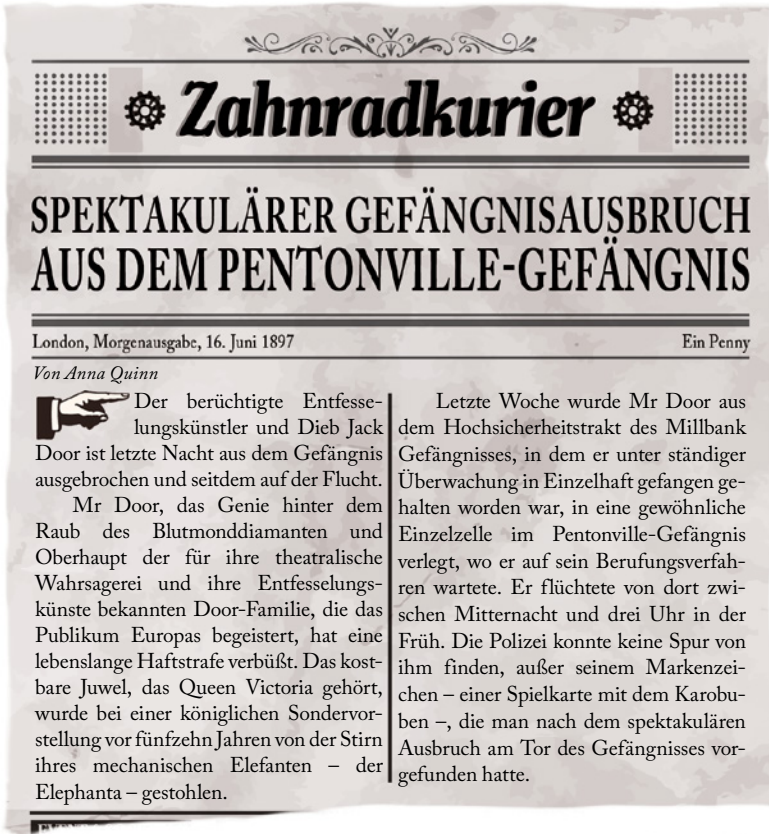 Zahnradkurier
SPEKTAKULÄRER GEFÄNGNISAUSBRUCH
AUS DEM PENTONVILLE-GEFÄNGNIS
London, Morgenausgabe, 16. Juni 1897
Ein Penny
Von Anna Quinn
Der berüchtigte Entfesse-
lungskünstler und Dieb Jack
Door ist letzte Nacht aus dem Gefängnis
ausgebrochen und seitdem auf der Flucht.
Mr Door, das Genie hinter dem
Raub des Blutmonddiamanten und
Oberhaupt der für ihre theatralische
Wahrsagerei und ihre Entfesselungs-
künste bekannten Door-Familie, die das
Publikum Europas begeistert, hat eine
lebenslange Haftstrafe verbüßt. Das kost-
bare Juwel, das Queen Victoria gehört,
wurde bei einer königlichen Sondervor-
stellung vor fünfzehn Jahren von der Stirn
ihres mechanischen Elefanten – der
Elephanta – gestohlen.
Letzte Woche wurde Mr Door aus
dem Hochsicherheitstrakt des Millbank
Gefängnisses, in dem er unter ständiger
Überwachung in Einzelhaft gefangen ge-
halten worden war, in eine gewöhnliche
Einzelzelle im Pentonville-Gefängnis
verlegt, wo er auf sein Berufungsverfah-
ren wartete. Er flüchtete von dort zwi-
schen Mitternacht und drei Uhr in der
Früh. Die Polizei konnte keine Spur von
ihm finden, außer seinem Markenzei-
chen – einer Spielkarte mit dem Karobu-
ben –, die man nach dem spektakulären
Ausbruch am Tor des Gefängnisses vor-
gefunden hatte.